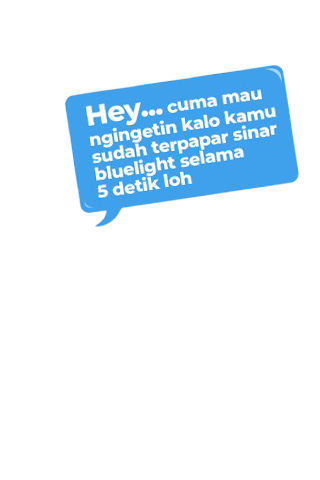 Hey... cuma mau
ngingetin kalo kamu
sudah terpapar sinar
bluelight selama
5 detik loh